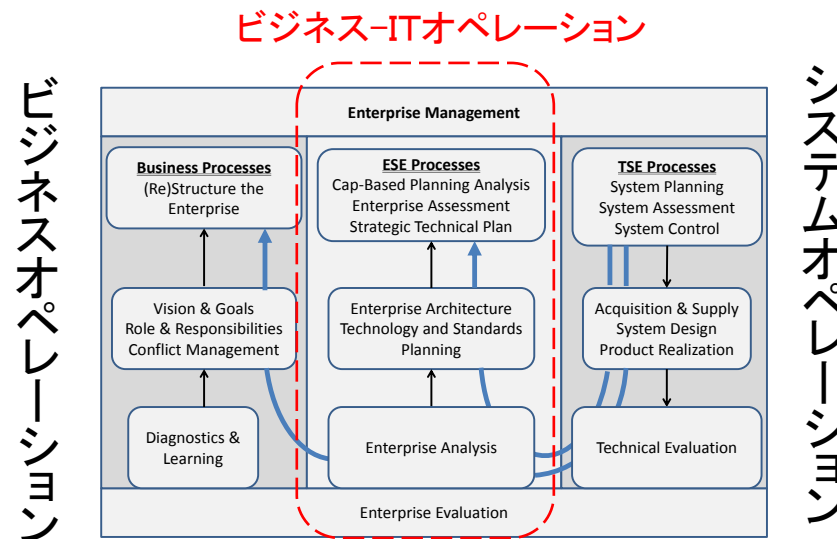 ビジネス-ITオペレーション
ビジネスオペレーション
システムオペレーション
Enterprise Management
Business Processes
(Re)Structure the
Enterprise
Vision & Goals
Role & Responsibilities
Conflict Management
Diagnostics &
Learning
ESE Processes
Cap-Based Planning Analysis
Enterprise Assessment
Strategic Technical Plan
Enterprise Architecture
Technology and Standards
Planning
Enterprise Analysis
TSE Processes
System Planning
System Assessment
System Control
Acquisition & Supply
System Design
Product Realization
Technical Evaluation
Enterprise Evaluation